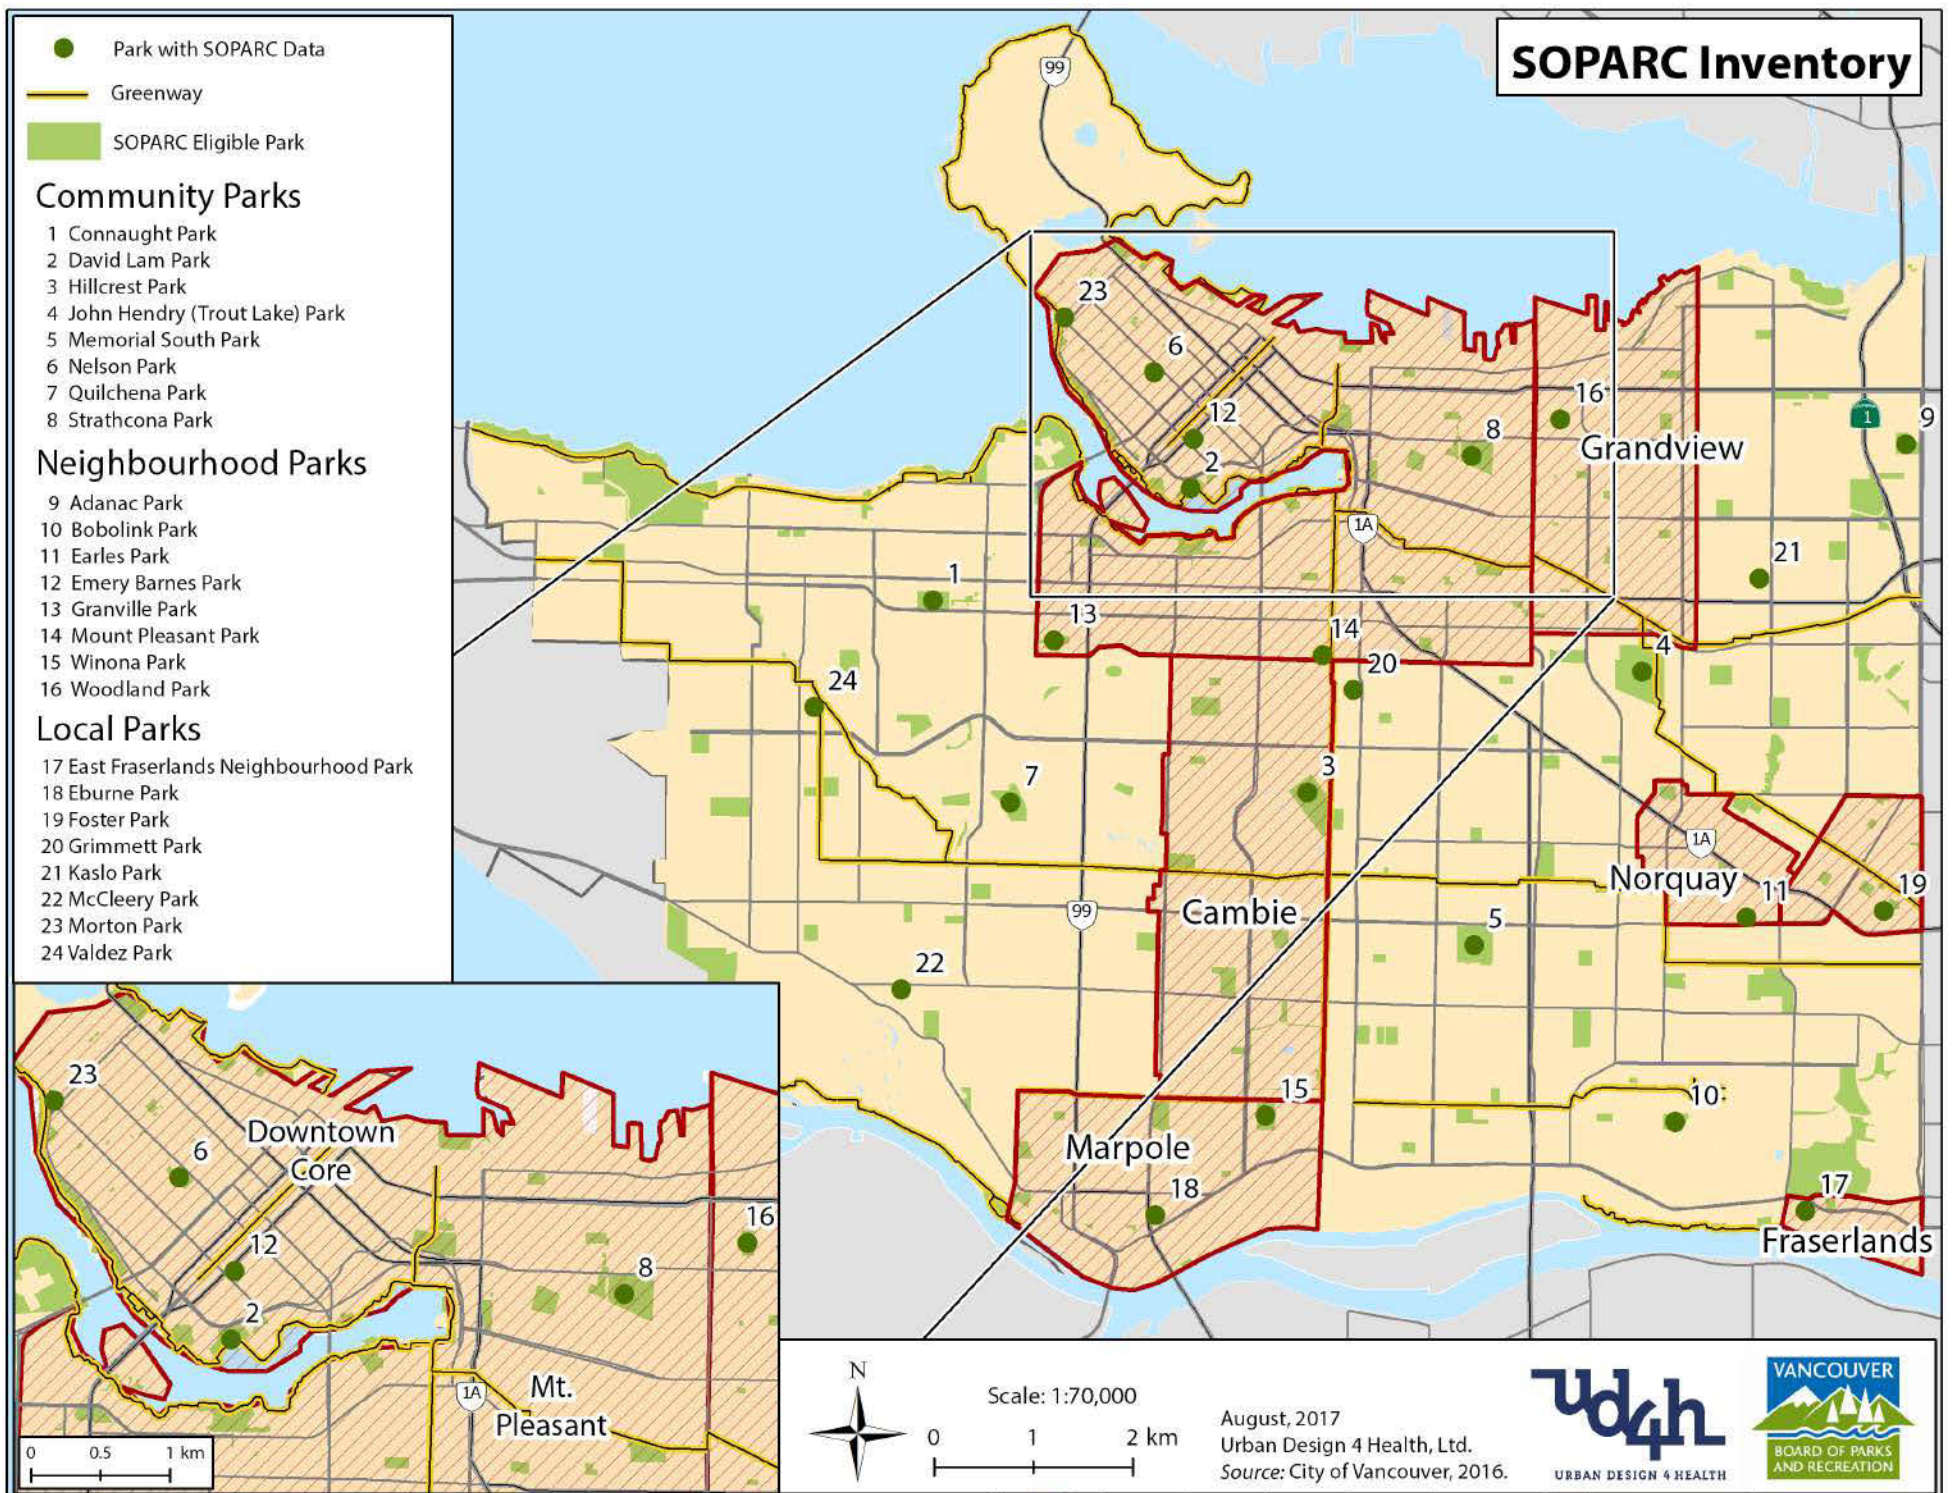 SOPARC Inventory
Park with SOPARC Data
Greenway
SOPARC Eligible Park
Community Parks
1 Connaught Park
2 David Lam Park
3 Hillcrest Park
4 John Hendry (Trout Lake) Park
5 Memorial South Park
6 Nelson Park
7 Quilchena Park
8 Strathcona Park
Neighbourhood Parks
9 Adanac Park
10 Bobolink Park
11 Earles Park
12 Emery Barnes Park
13 Granville Park
14 Mount Pleasant Park
15 Winona Park
16 Woodland Park
Local Parks
17 East Fraserlands Neighbourhood Park
18 Eburne Park
19 Foster Park
20 Grimmett Park
21 Kaslo Park
22 McCleery Park
23 Morton Park
24 Valdez Park
99
23
6
12
2
16
8
9
1
Grandview
1A
21
1
13
14
4
20
24
3
7
1A
Norquay
11
19
99
Cambie
5
22
15
10
Marpole
18
17
Fraserlands
23
6
Downtown
Core
16
12
8
2
1A
Mt.
Pleasant
0 0.5 1 km
N
Scale: 1:70,000
0 1 2 km
August, 2017
Urban Design 4 Health, Ltd.
Source: City of Vancouver, 2016.
ud4h
URBAN DESIGN 4 HEALTH
VANCOUVER
BOARD OF PARKS
AND RECREATION